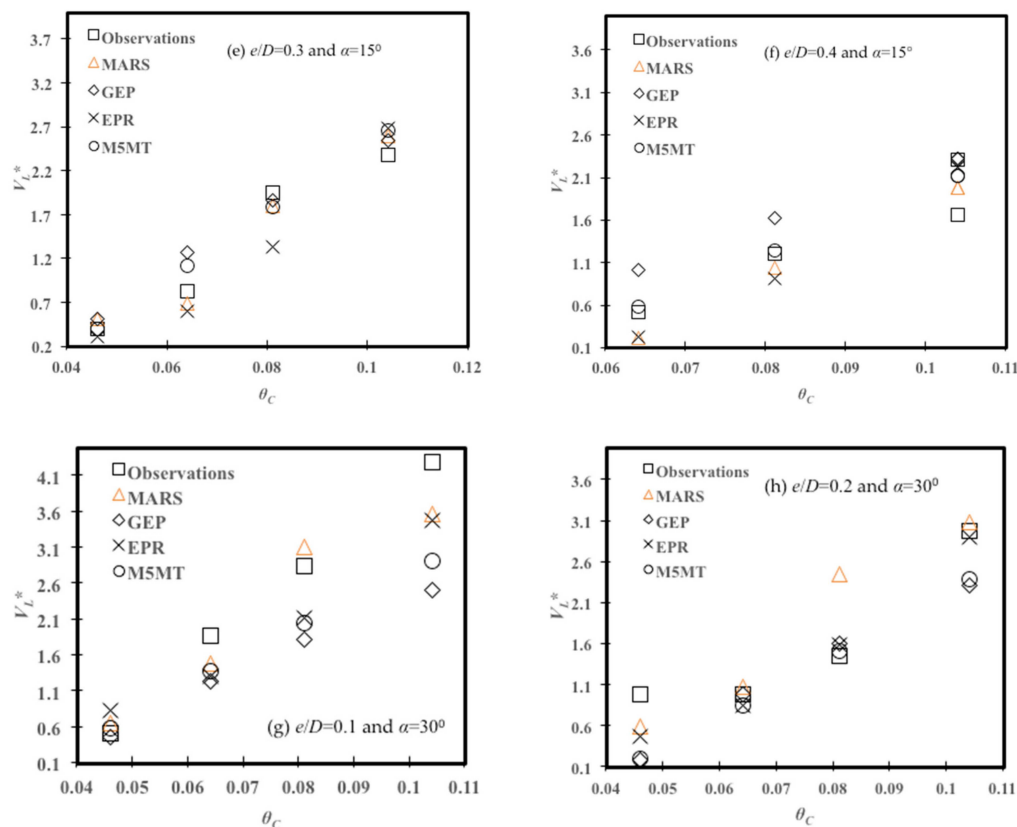 (e) e/D=0.3 and α=15⁰
Observations
MARS
GEP
EPR
M5MT
3.7
3.2
2.7
2.2
1.7
1.2
0.7
0.2
V_L*
0.04
0.06
0.08
0.1
0.12
θ_C
(f) e/D=0.4 and α=15°
Observations
MARS
GEP
EPR
M5MT
3.6
3.1
2.6
2.1
1.6
1.1
0.6
0.1
V_L*
0.06
0.07
0.08
0.09
0.1
0.11
θ_C
Observations
MARS
GEP
EPR
M5MT
4.1
3.6
3.1
2.6
2.1
1.6
1.1
0.6
0.1
V_L*
(g) e/D=0.1 and α=30⁰
0.04
0.05
0.06
0.07
0.08
0.09
0.1
0.11
θ_C
Observations
MARS
GEP
EPR
M5MT
(h) e/D=0.2 and α=30⁰
3.6
3.1
2.6
2.1
1.6
1.1
0.6
0.1
V_L*
0.04
0.05
0.06
0.07
0.08
0.09
0.1
0.11
θ_C